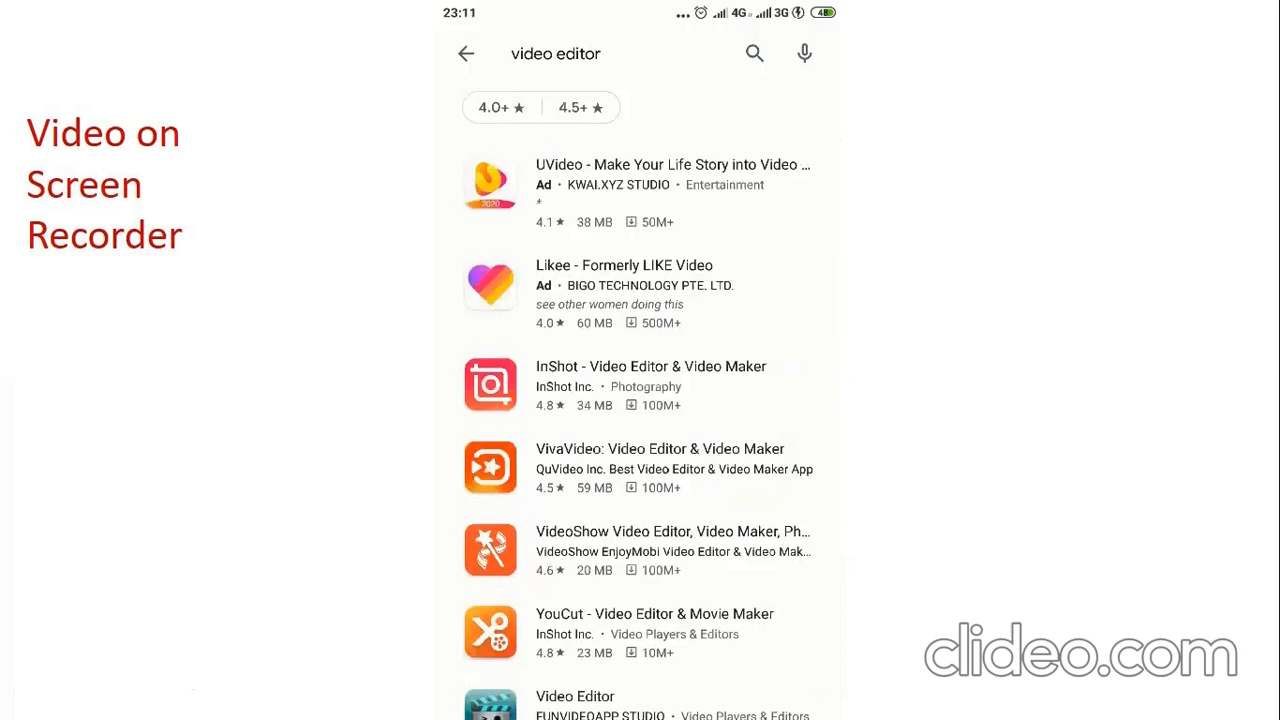 23:11
4G
3G
48
video editor
Video on
Screen
Recorder
4.0+ ★
4.5+ ★
UVideo - Make Your Life Story into Video ...
Ad • KWAI.XYZ STUDIO • Entertainment
*
4.1 ★ 38 MB 50M+
2020
Likee - Formerly LIKE Video
Ad • BIGO TECHNOLOGY PTE. LTD.
see other women doing this
4.0 ★ 60 MB 500M+
InShot - Video Editor & Video Maker
InShot Inc. • Photography
4.8 ★ 34 MB 100M+
VivaVideo: Video Editor & Video Maker
QuVideo Inc. Best Video Editor & Video Maker App
4.5 ★ 59 MB 100M+
VideoShow Video Editor, Video Maker, Ph...
VideoShow EnjoyMobi Video Editor & Video Mak...
4.6 ★ 20 MB 100M+
YouCut - Video Editor & Movie Maker
InShot Inc. • Video Players & Editors
4.8 ★ 23 MB 10M+
Video Editor
FUNVIDEOAPP STUDIO • Video Players & Editors
clideo.com